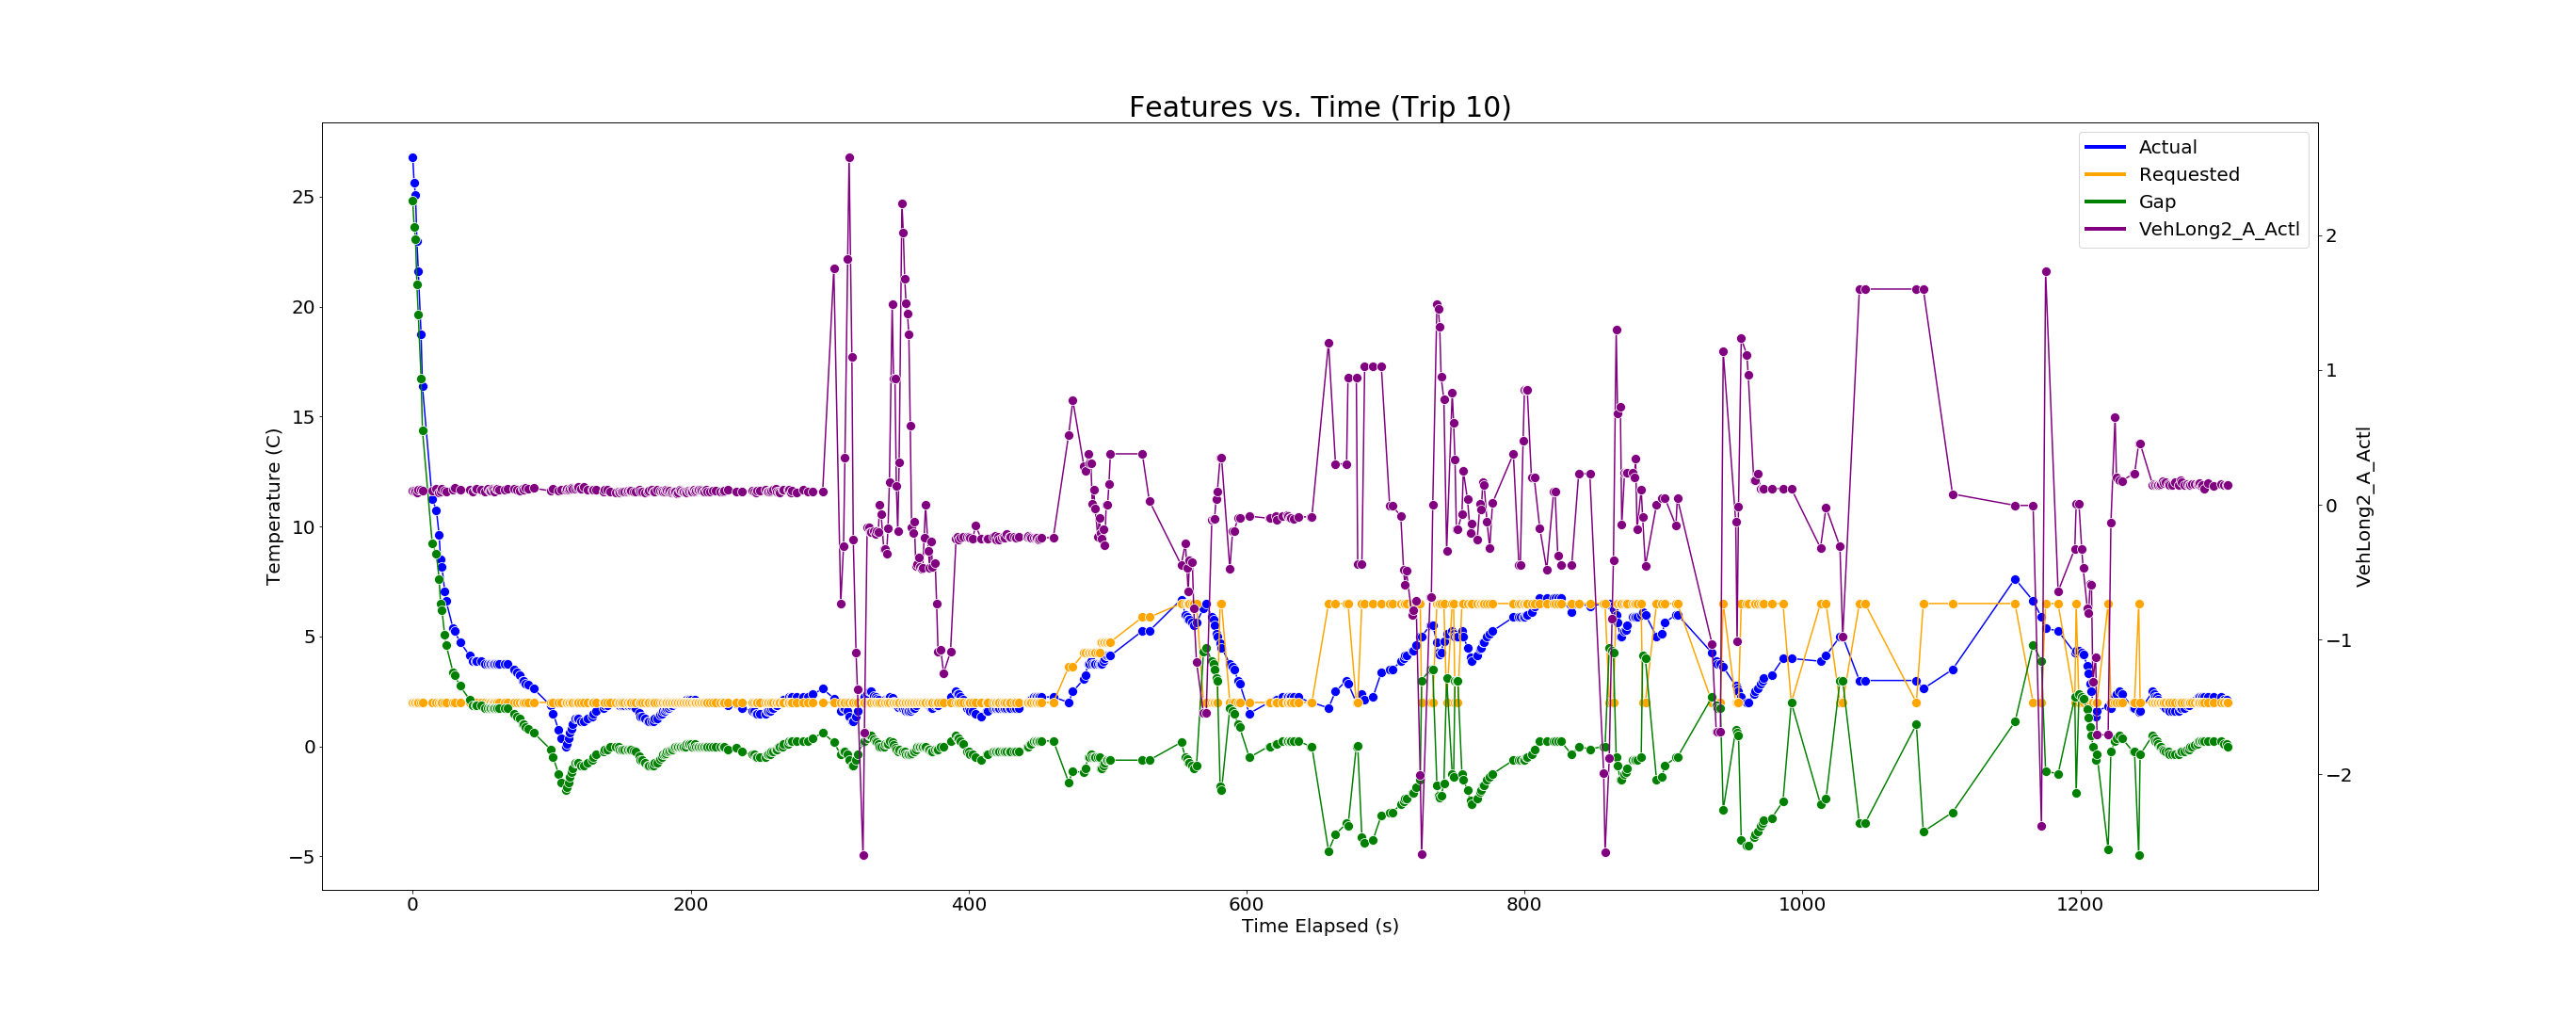 Features vs. Time (Trip 10)
Actual
Requested
Gap
VehLong2_A_Actl
Temperature (C)
25
20
15
10
5
0
−5
VehLong2_A_Actl
2
1
0
−1
−2
0 200 400 600 800 1000 1200
Time Elapsed (s)